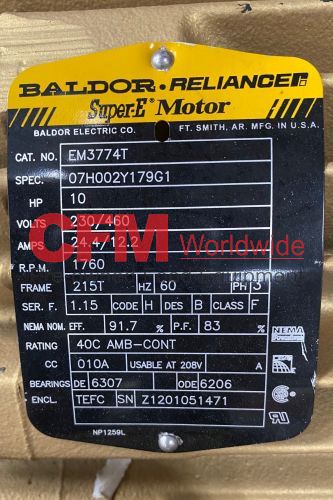 BALDOR • RELIANCER
Super-E® Motor
BALDOR ELECTRIC CO. FT. SMITH, AR. MFG. IN U.S.A.
CAT. NO. EM3774T
SPEC. 07H002Y179G1
HP 10
VOLTS 230/460
CFM Worldwide
AMPS 24.4/12.2
R.P.M. 1760
FRAME 215T HZ 60 PH 3
SER. F. 1.15 CODE H DES B CLASS F
NEMA NOM. EFF. 91.7 % P.F. 83 %
NEMA
Premium
RATING 40C AMB-CONT
CC 010A USABLE AT 208V A
BEARINGS DE 6307 ODE 6206
ENCL. TEFC SN Z1201051471
NP1259L